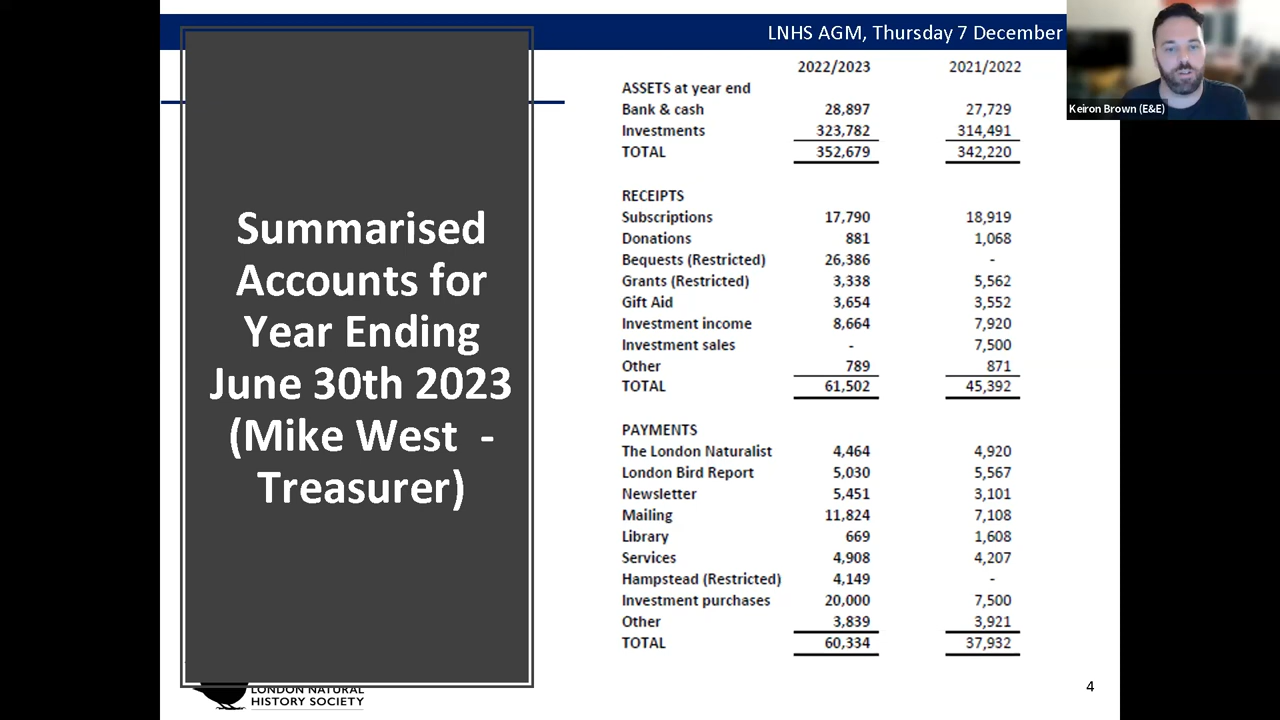 LNHS AGM, Thursday 7 December
Keiron Brown (E&E)
Summarised
Accounts for
Year Ending
June 30th 2023
(Mike West -
Treasurer)
2022/2023 2021/2022
ASSETS at year end
Bank & cash 28,897 27,729
Investments 323,782 314,491
TOTAL 352,679 342,220
RECEIPTS
Subscriptions 17,790 18,919
Donations 881 1,068
Bequests (Restricted) 26,386 -
Grants (Restricted) 3,338 5,562
Gift Aid 3,654 3,552
Investment income 8,664 7,920
Investment sales - 7,500
Other 789 871
TOTAL 61,502 45,392
PAYMENTS
The London Naturalist 4,464 4,920
London Bird Report 5,030 5,567
Newsletter 5,451 3,101
Mailing 11,824 7,108
Library 669 1,608
Services 4,908 4,207
Hampstead (Restricted) 4,149 -
Investment purchases 20,000 7,500
Other 3,839 3,921
TOTAL 60,334 37,932
LONDON NATURAL
HISTORY SOCIETY
4